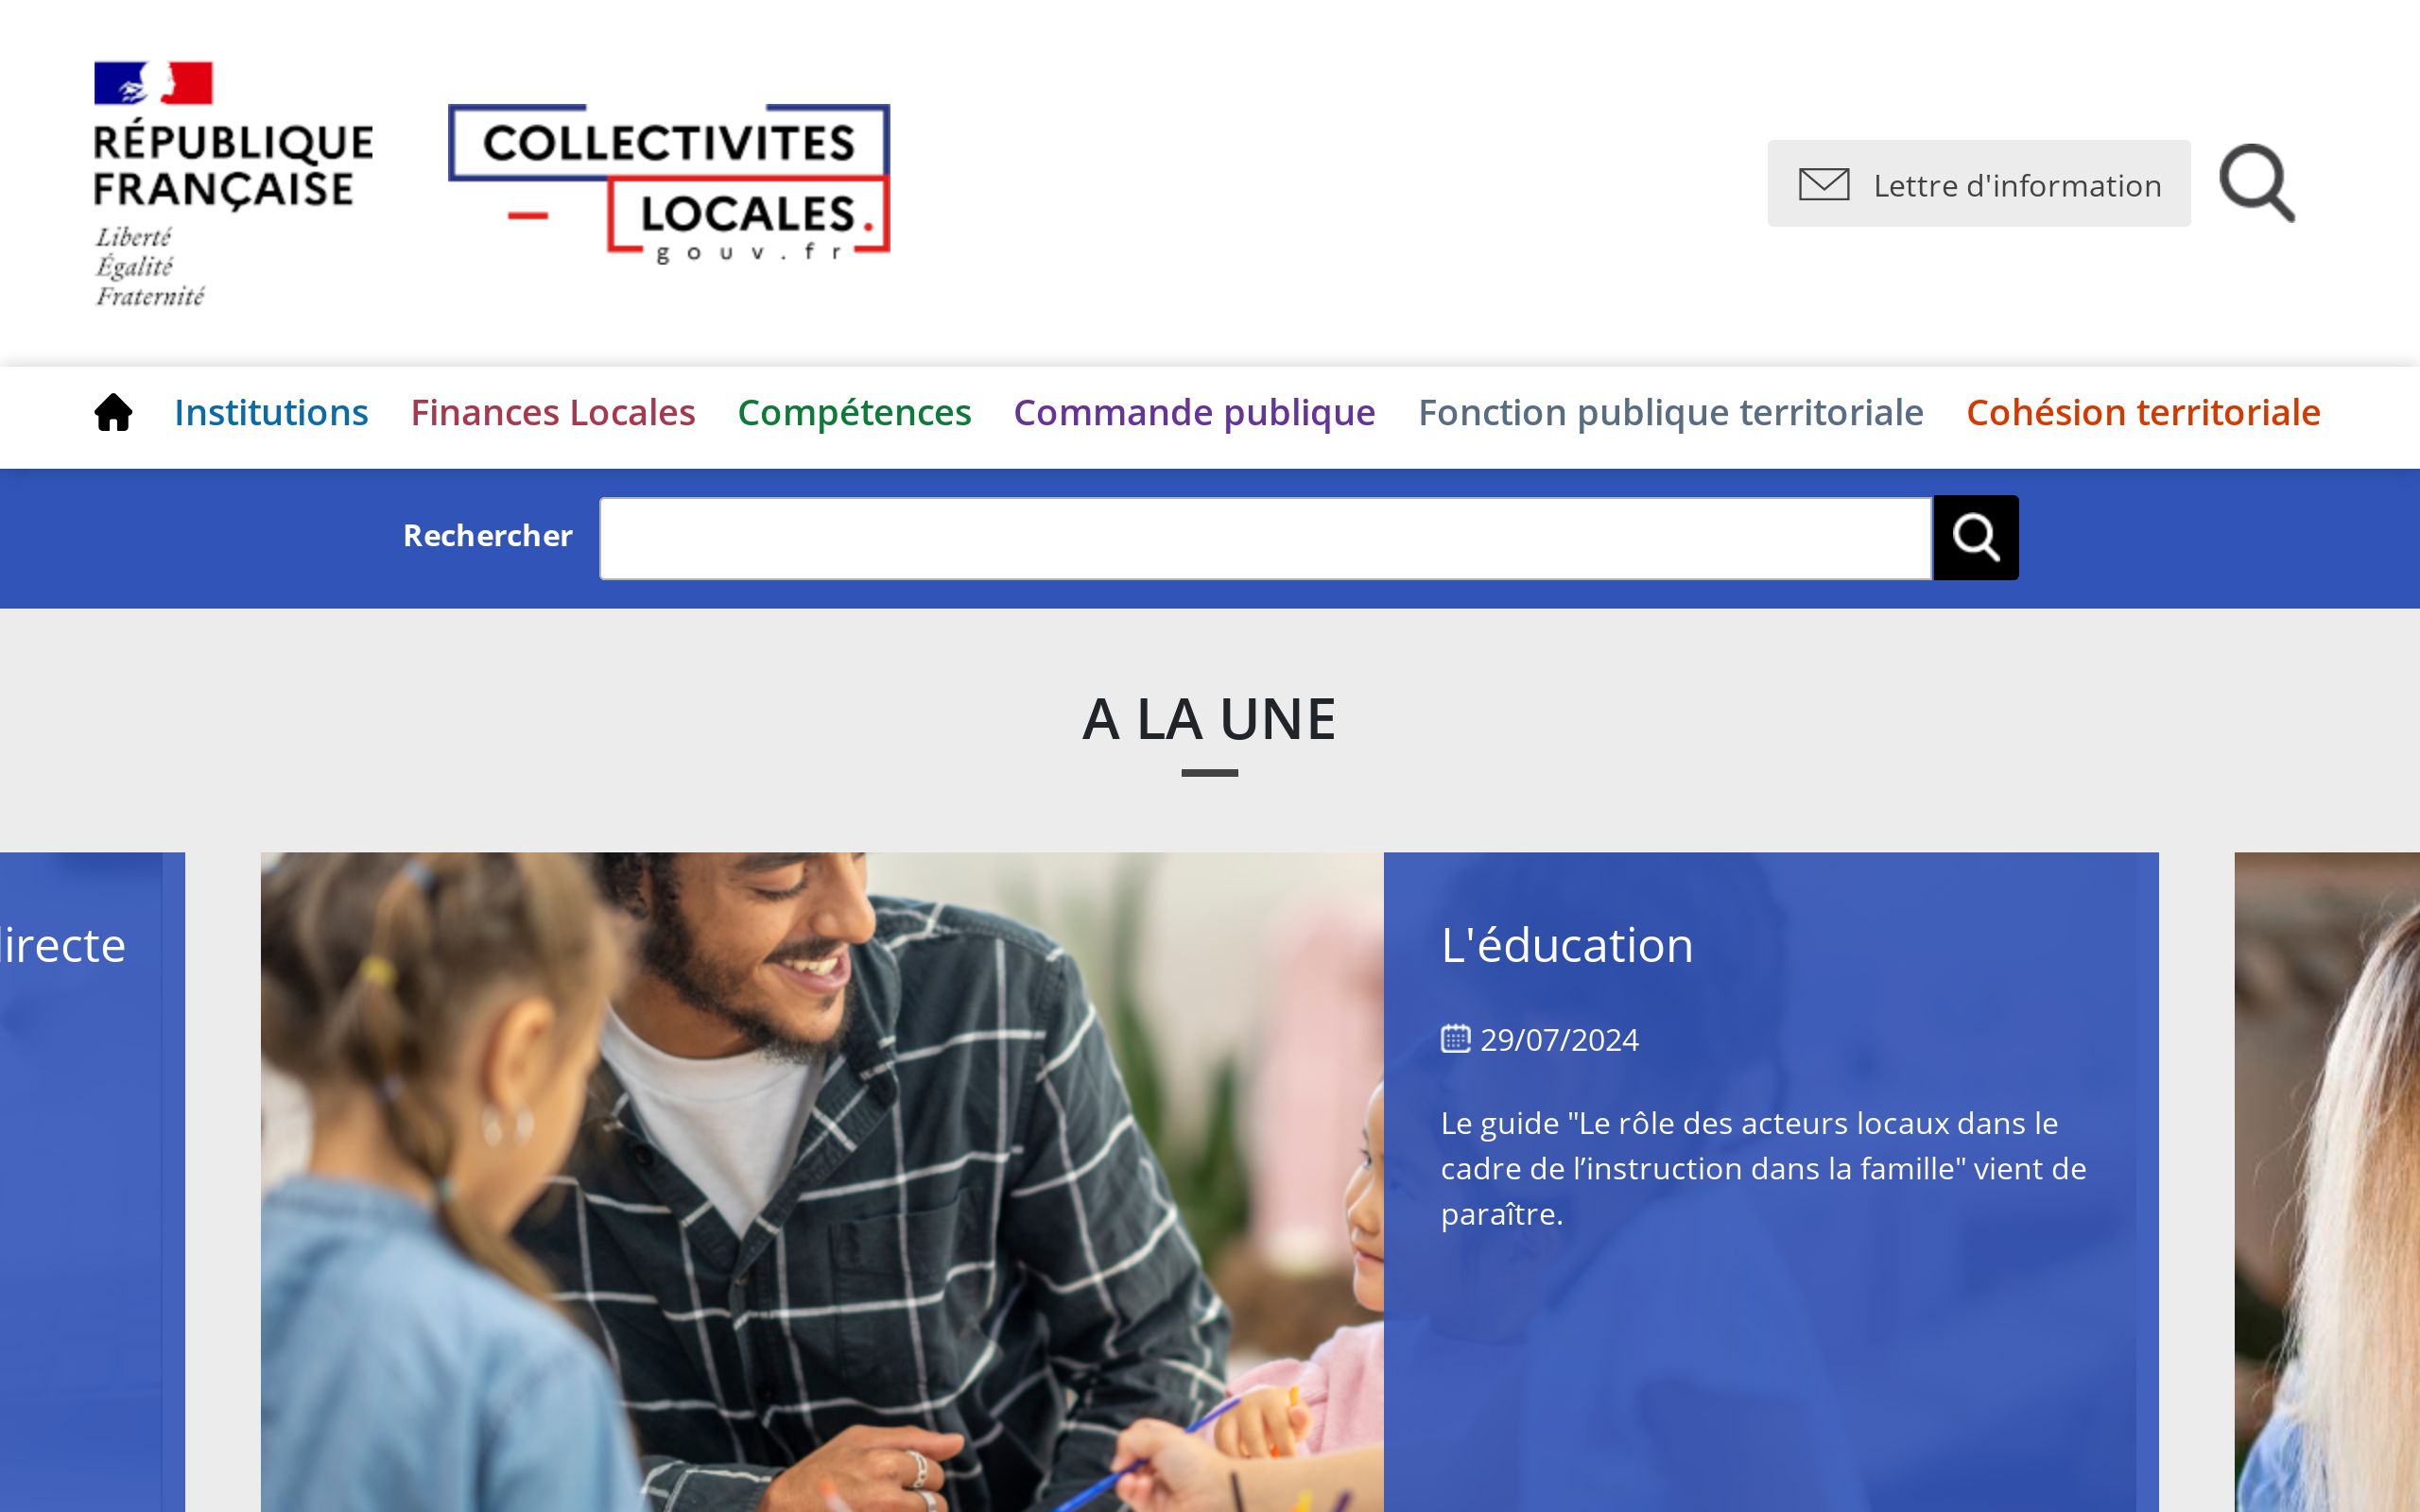 RÉPUBLIQUE
FRANÇAISE
Liberté
Égalité
Fraternité
COLLECTIVITES
LOCALES.
gouv.fr
Lettre d'information
Institutions Finances Locales Compétences Commande publique Fonction publique territoriale Cohésion territoriale
Rechercher
A LA UNE
L'éducation
29/07/2024
Le guide "Le rôle des acteurs locaux dans le
cadre de l’instruction dans la famille" vient de
paraître.